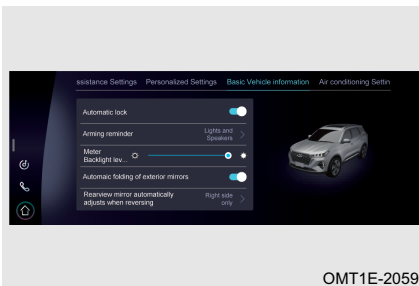 ssistance Settings Personalized Settings Basic Vehicle information Air conditioning Settin
Automatic lock
Arming reminder
Lights and
Speakers
Meter
Backlight lev...
Automaic folding of exterior mirrors
Rearview mirror automatically
adjusts when reversing
Right side
only
OMT1E-2059